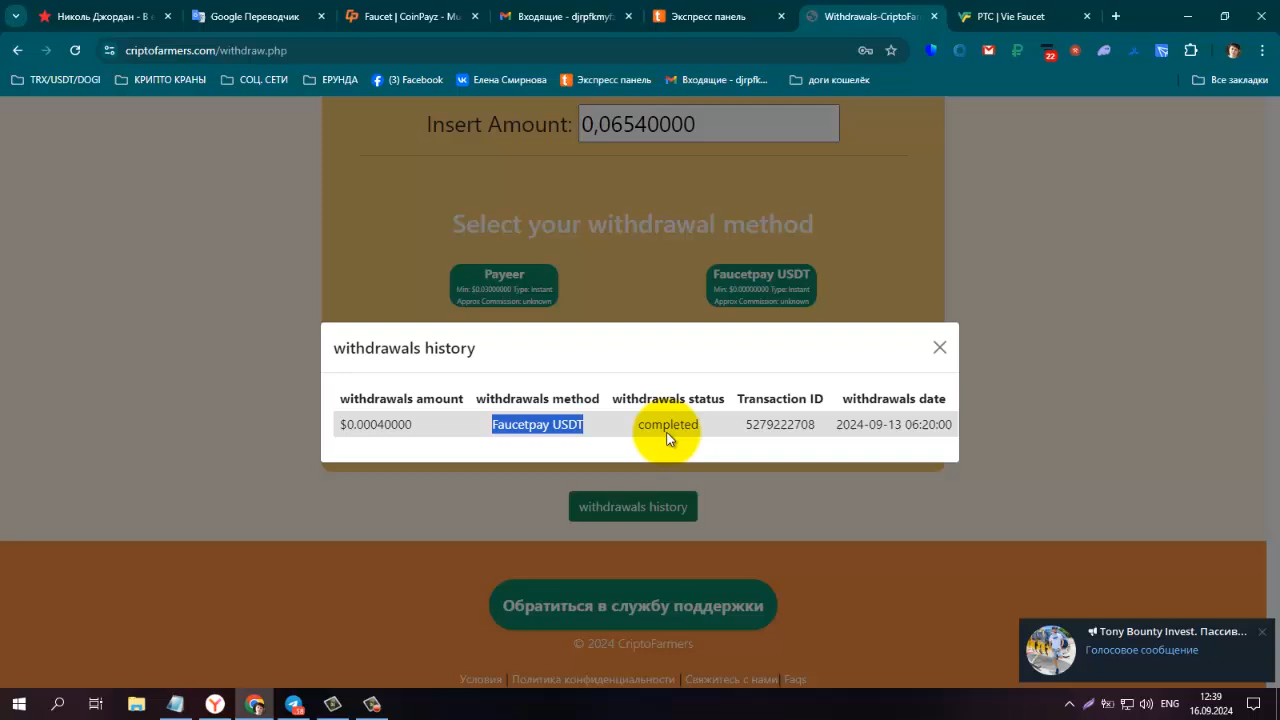 Николь Джордан - В е
Google Переводчик
Faucet | CoinPayz - Mu
Входящие - djrpfkmyfz
Экспресс панель
Withdrawals-CriptoFarm
PTC | Vie Faucet
criptofarmers.com/withdraw.php
22
TRX/USDT/DOGI
КРИПТО КРАНЫ
СОЦ. СЕТИ
ЕРУНДА
(3) Facebook
Елена Смирнова
Экспресс панель
Входящие - djrpfk...
доги кошелёк
Все закладки
Insert Amount: 0,06540000
Select your withdrawal method
Payeer
Min: $0.03000000 Type: Instant
Approx Commission: unknown
Faucetpay USDT
Min: $0.00000000 Type: Instant
Approx Commission: unknown
withdrawals history
withdrawals amount withdrawals method withdrawals status Transaction ID withdrawals date
$0.00040000 Faucetpay USDT completed 5279222708 2024-09-13 06:20:00
withdrawals history
Обратиться в службу поддержки
© 2024 CriptoFarmers
Условия | Политика конфиденциальности | Свяжитесь с нами | Faqs
Tony Bounty Invest. Пассив...
Голосовое сообщение
ENG
12:39
16.09.2024